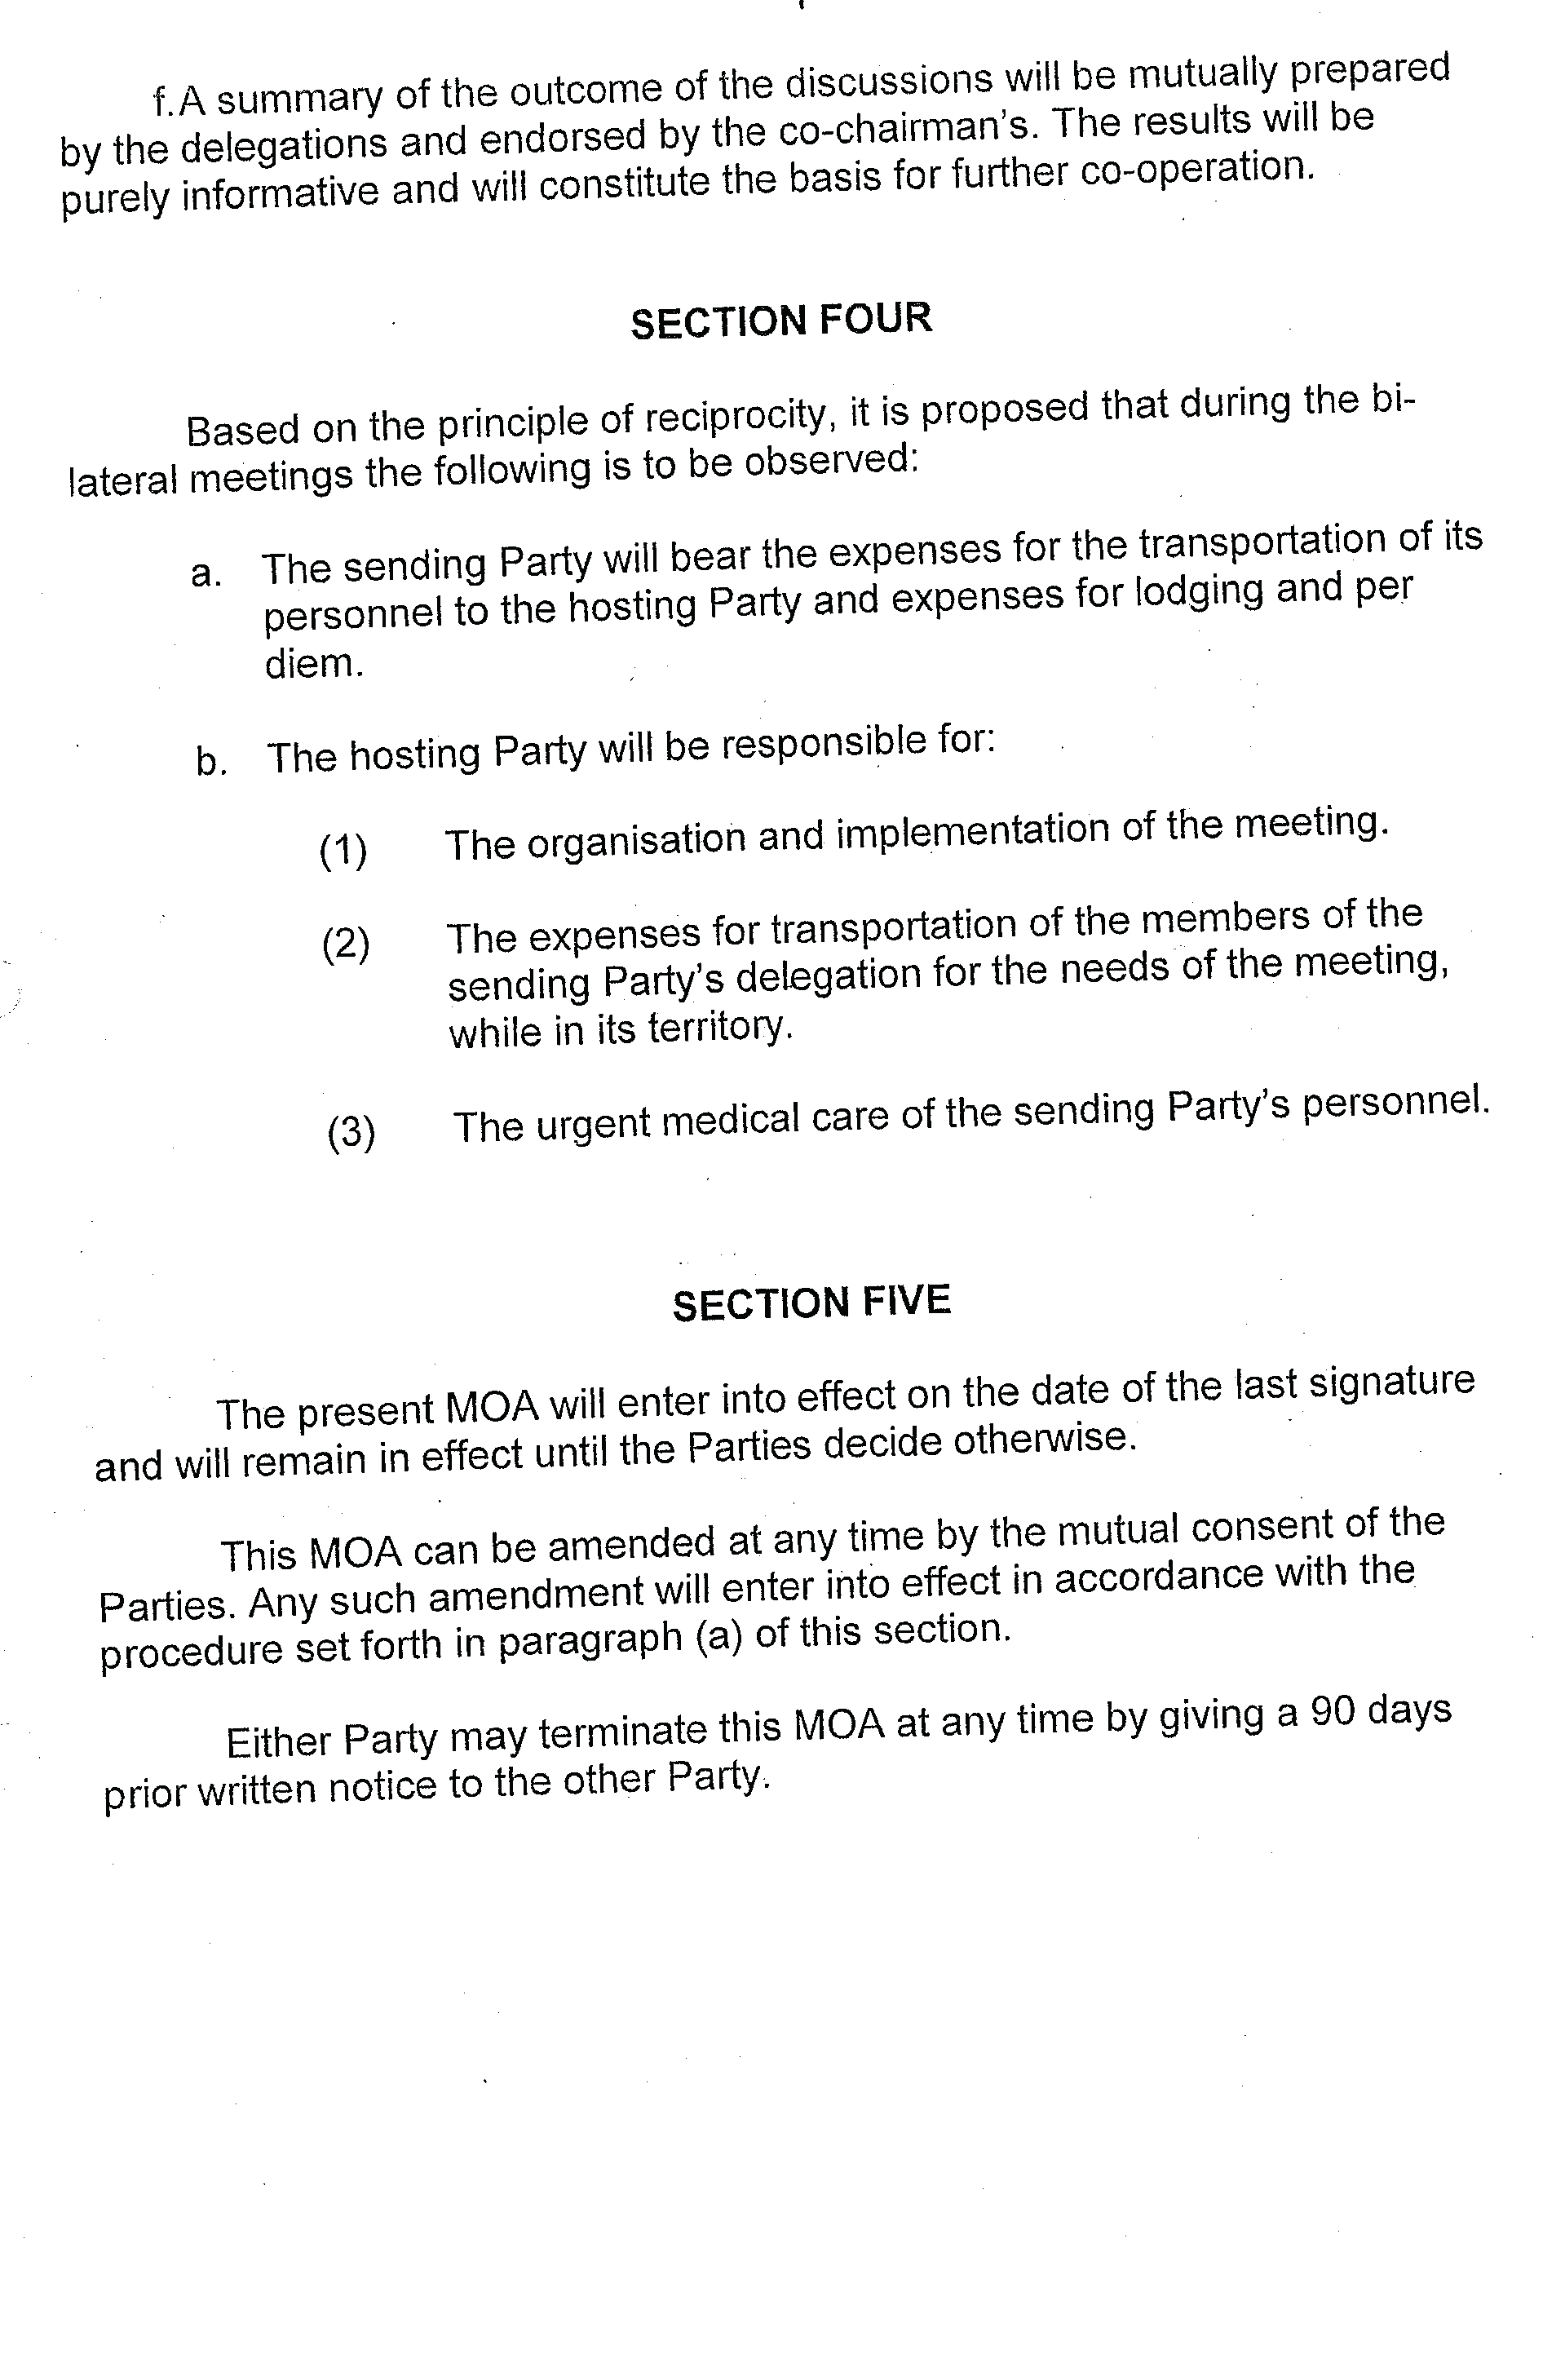 f.A summary of the outcome of the discussions will be mutually prepared
by the delegations and endorsed by the co-chairman's. The results will be
purely informative and will constitute the basis for further co-operation.
SECTION FOUR
Based on the principle of reciprocity, it is proposed that during the bi-
lateral meetings the following is to be observed:
a. The sending Party will bear the expenses for the transportation of its
personnel to the hosting Party and expenses for lodging and per
diem.
b. The hosting Party will be responsible for:
(1) The organisation and implementation of the meeting.
(2) The expenses for transportation of the members of the
sending Party's delegation for the needs of the meeting,
while in its territory.
(3) The urgent medical care of the sending Party's personnel.
SECTION FIVE
The present MOA will enter into effect on the date of the last signature
and will remain in effect until the Parties decide otherwise.
This MOA can be amended at any time by the mutual consent of the
Parties. Any such amendment will enter into effect in accordance with the
procedure set forth in paragraph (a) of this section.
Either Party may terminate this MOA at any time by giving a 90 days
prior written notice to the other Party.